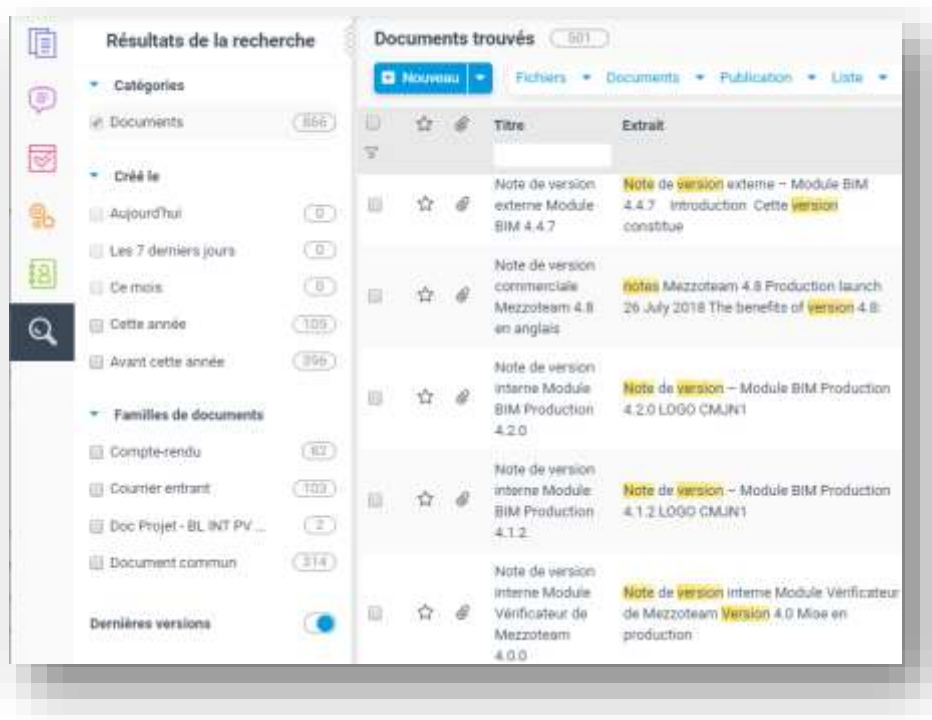 Résultats de la recherche
Catégories
Documents 866
Créé le
Aujourd'hui 0
Les 7 derniers jours 0
Ce mois 0
Cette année 105
Avant cette année 396
Familles de documents
Compte-rendu 82
Courrier entrant 103
Doc Projet - BL INT PV ... 2
Document commun 314
Dernières versions
Documents trouvés 501
Nouveau Fichiers Documents Publication Liste
Titre Extrait
Note de version
externe Module
BIM 4.4.7
Note de version externe – Module BIM
4.4.7 Introduction Cette version
constitue
Note de version
commerciale
Mezzoteam 4.8
en anglais
notes Mezzoteam 4.8 Production launch
26 July 2018 The benefits of version 4.8:
Note de version
interne Module
BIM Production
4.2.0
Note de version – Module BIM Production
4.2.0 LOGO CMJN1
Note de version
interne Module
BIM Production
4.1.2
Note de version – Module BIM Production
4.1.2 LOGO CMJN1
Note de version
interne Module
Vérificateur de
Mezzoteam
4.0.0
Note de version interne Module Vérificateur
de Mezzoteam Version 4.0 Mise en
production